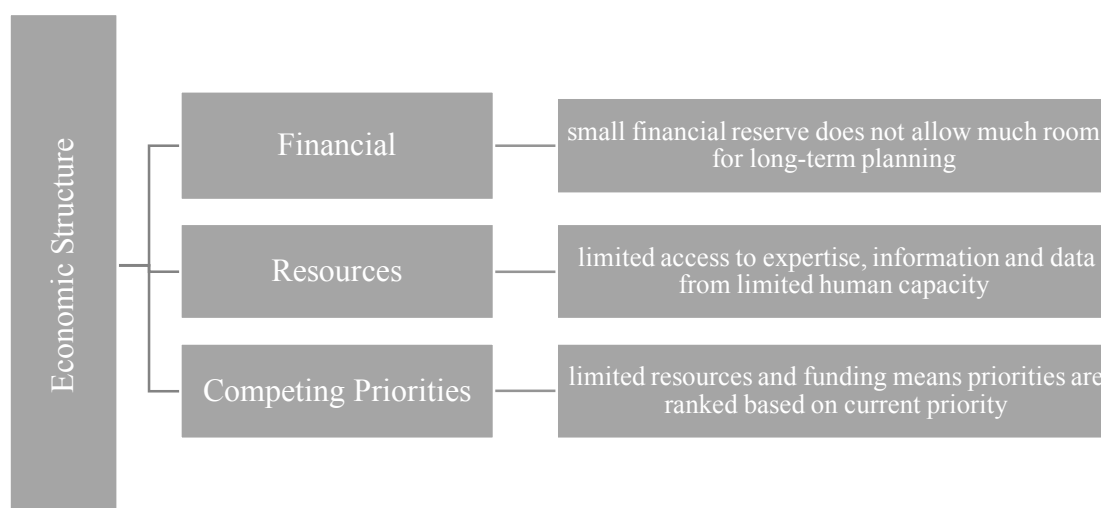 Economic Structure
Financial
small financial reserve does not allow much room
for long-term planning
Resources
limited access to expertise, information and data
from limited human capacity
Competing Priorities
limited resources and funding means priorities are
ranked based on current priority